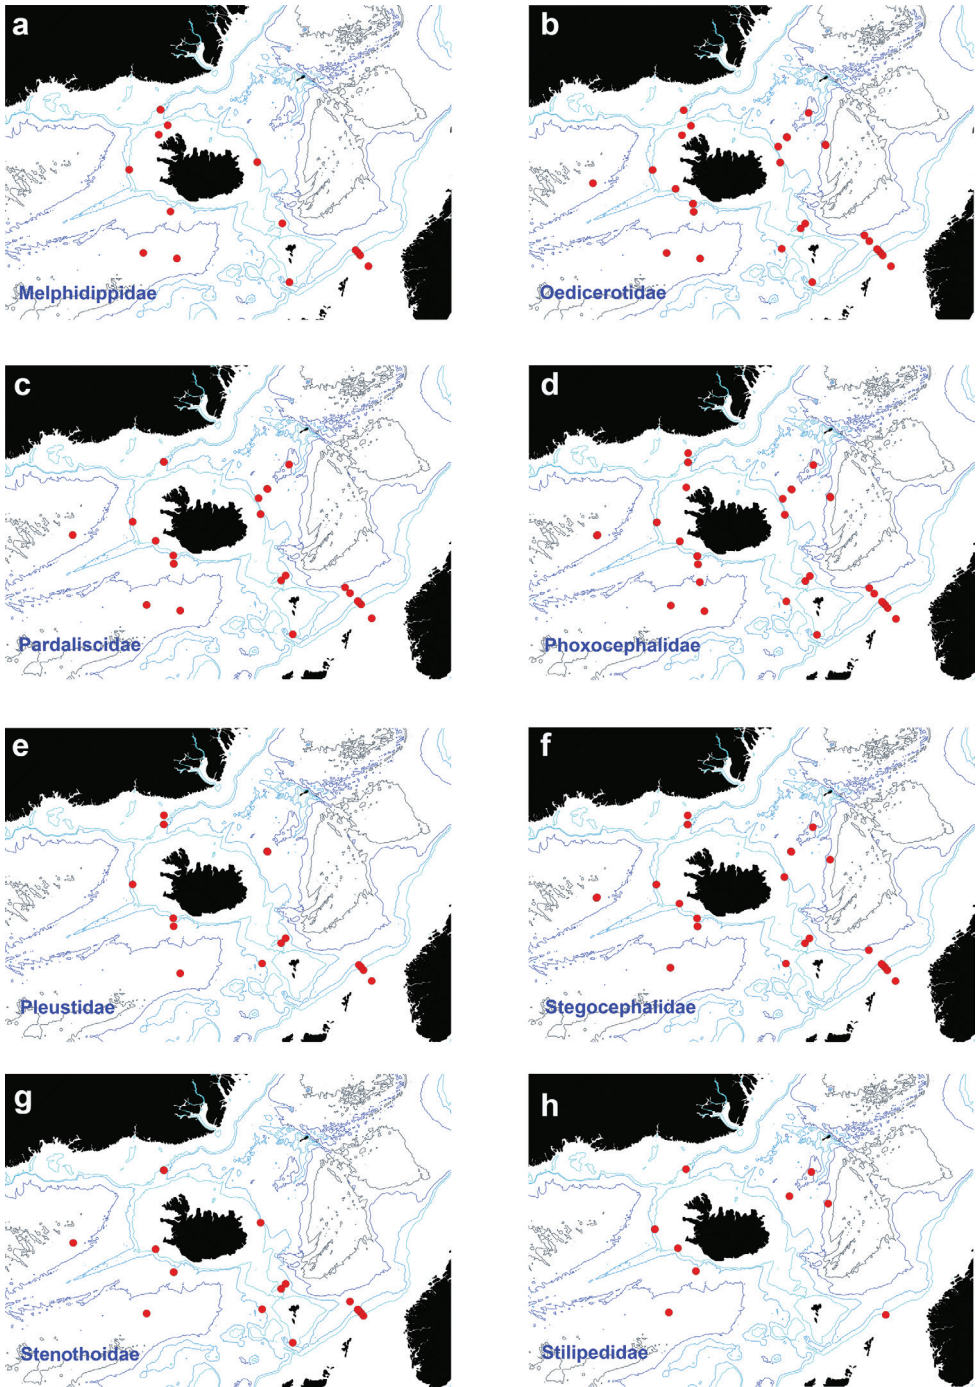 a
b
Melphidippidae
Oedicerotidae
c
d
Pardaliscidae
Phoxocephalidae
e
f
Pleustidae
Stegocephalidae
g
h
Stenothoidae
Stilipedidae